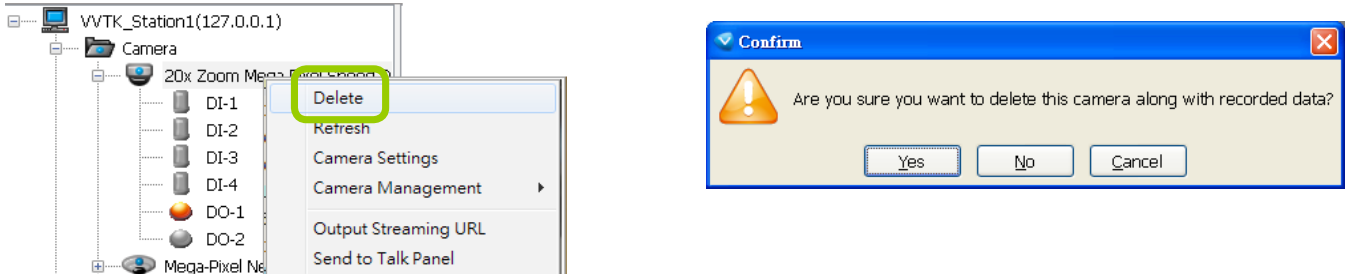 VVTK_Station1(127.0.0.1)
Camera
20x Zoom Mega
DI-1
DI-2
DI-3
DI-4
DO-1
DO-2
Mega-Pixel
Delete
Refresh
Camera Settings
Camera Management
Output Streaming URL
Send to Talk Panel
Confirm
Are you sure you want to delete this camera along with recorded data?
Yes
No
Cancel